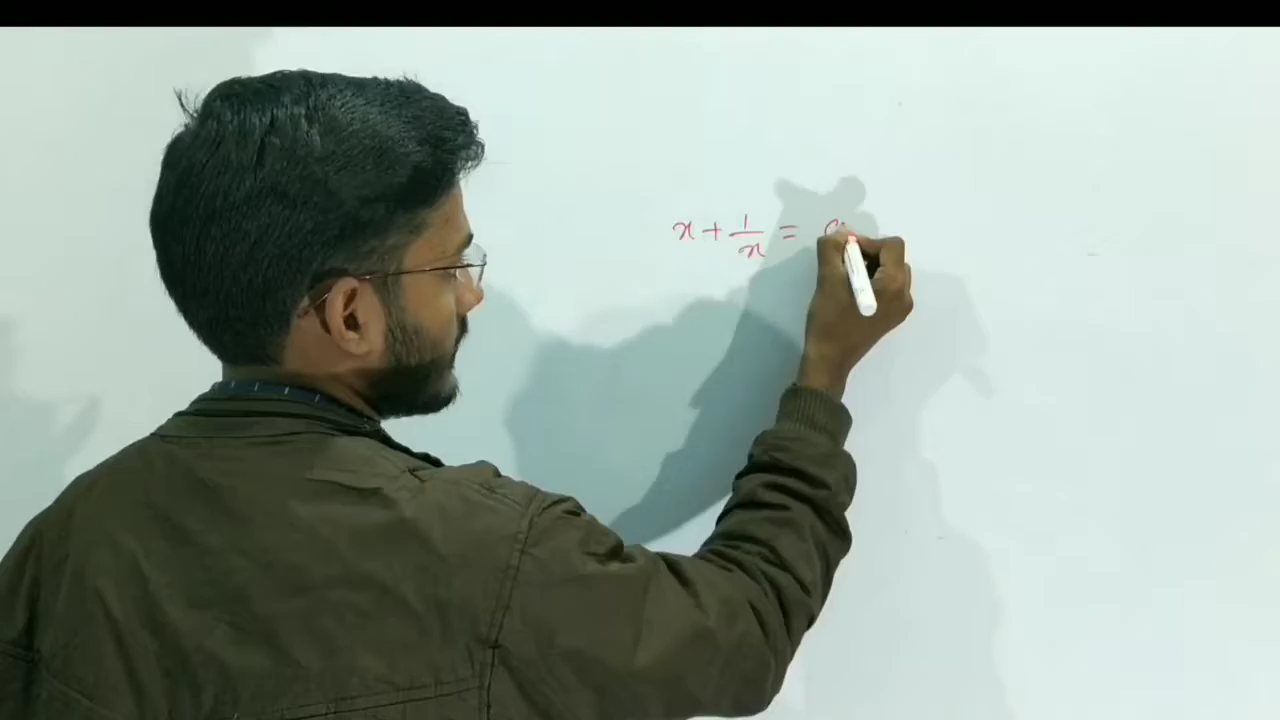 x + 1/x =